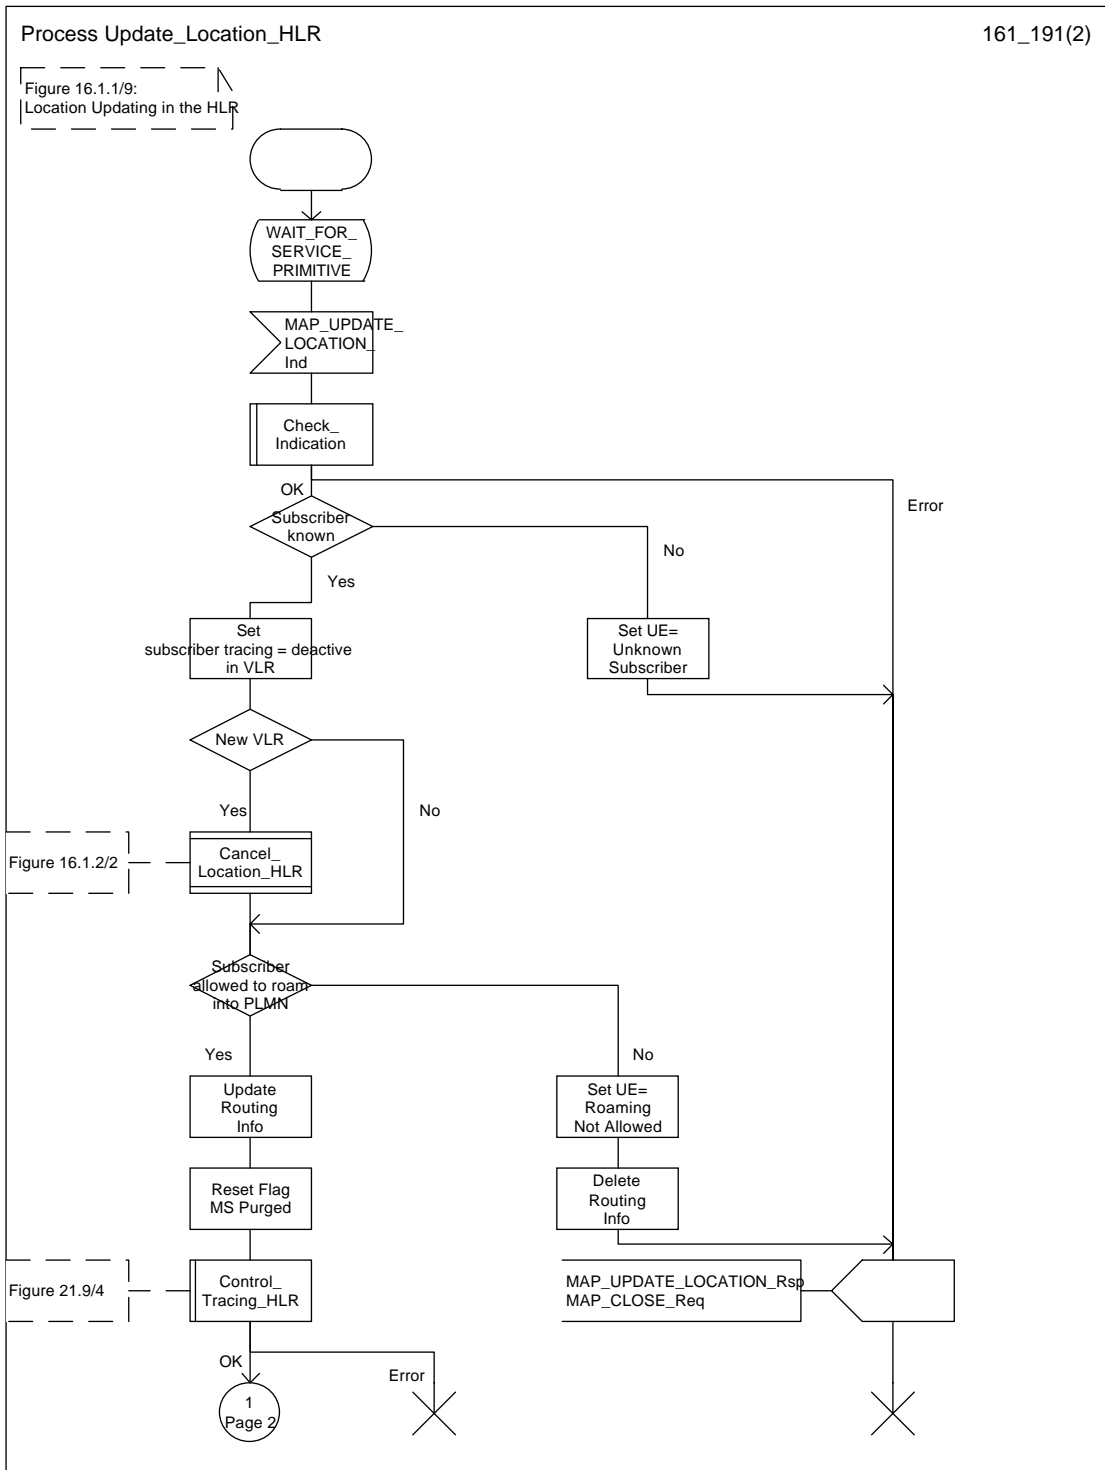 Process Update_Location_HLR
161_191(2)
Figure 16.1.1/9:
Location Updating in the HLR
WAIT_FOR_
SERVICE_
PRIMITIVE
MAP_UPDATE_
LOCATION_
Ind
Check_
Indication
OK
Error
Subscriber
known
No
Yes
Set
subscriber tracing = deactive
in VLR
Set UE=
Unknown
Subscriber
New VLR
Yes
No
Figure 16.1.2/2
Cancel_
Location_HLR
Subscriber
allowed to roam
into PLMN
Yes
No
Update
Routing
Info
Set UE=
Roaming
Not Allowed
Reset Flag
MS Purged
Delete
Routing
Info
Figure 21.9/4
Control_
Tracing_HLR
MAP_UPDATE_LOCATION_Rsp
MAP_CLOSE_Req
OK
Error
1
Page 2